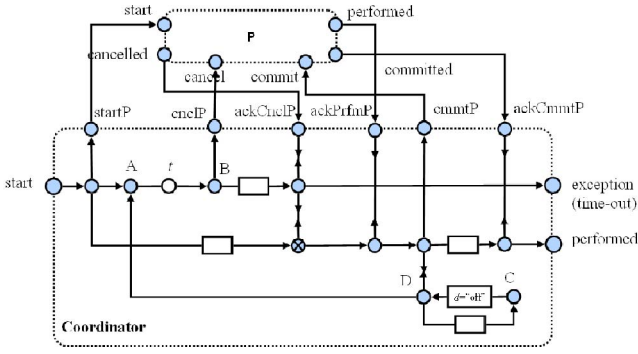 start
performed
P
cancelled
cancel
commit
committed
startP
cnclP
ackCnclP
ackPrfmP
cmmtP
ackCmmtP
A
t
B
start
exception
(time-out)
performed
D
C
d="off"
Coordinator